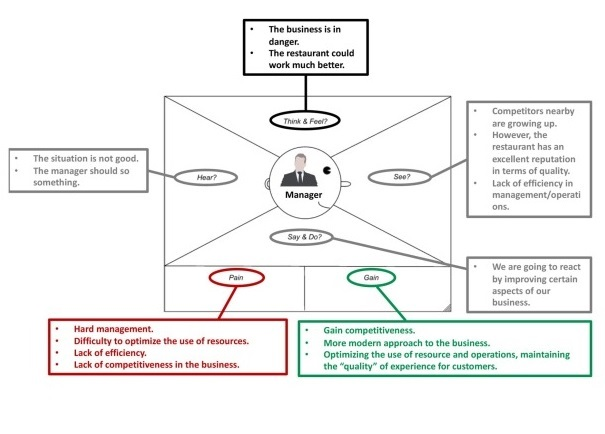 • The business is in
danger.
• The restaurant could
work much better.
Think & Feel?
• The situation is not good.
• The manager should so
something.
Hear?
Manager
See?
• Competitors nearby
are growing up.
• However, the
restaurant has an
excellent reputation
in terms of quality.
• Lack of efficiency in
management/operati
ons.
Say & Do?
• We are going to react
by improving certain
aspects of our
business.
Pain
Gain
• Hard management.
• Difficulty to optimize the use of resources.
• Lack of efficiency.
• Lack of competitiveness in the business.
• Gain competitiveness.
• More modern approach to the business.
• Optimizing the use of resource and operations, maintaining
the “quality” of experience for customers.